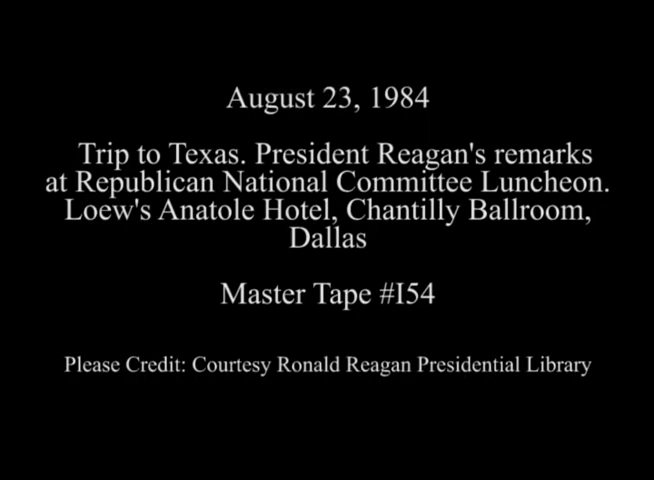 August 23, 1984
Trip to Texas. President Reagan's remarks
at Republican National Committee Luncheon.
Loew's Anatole Hotel, Chantilly Ballroom,
Dallas
Master Tape #I54
Please Credit: Courtesy Ronald Reagan Presidential Library